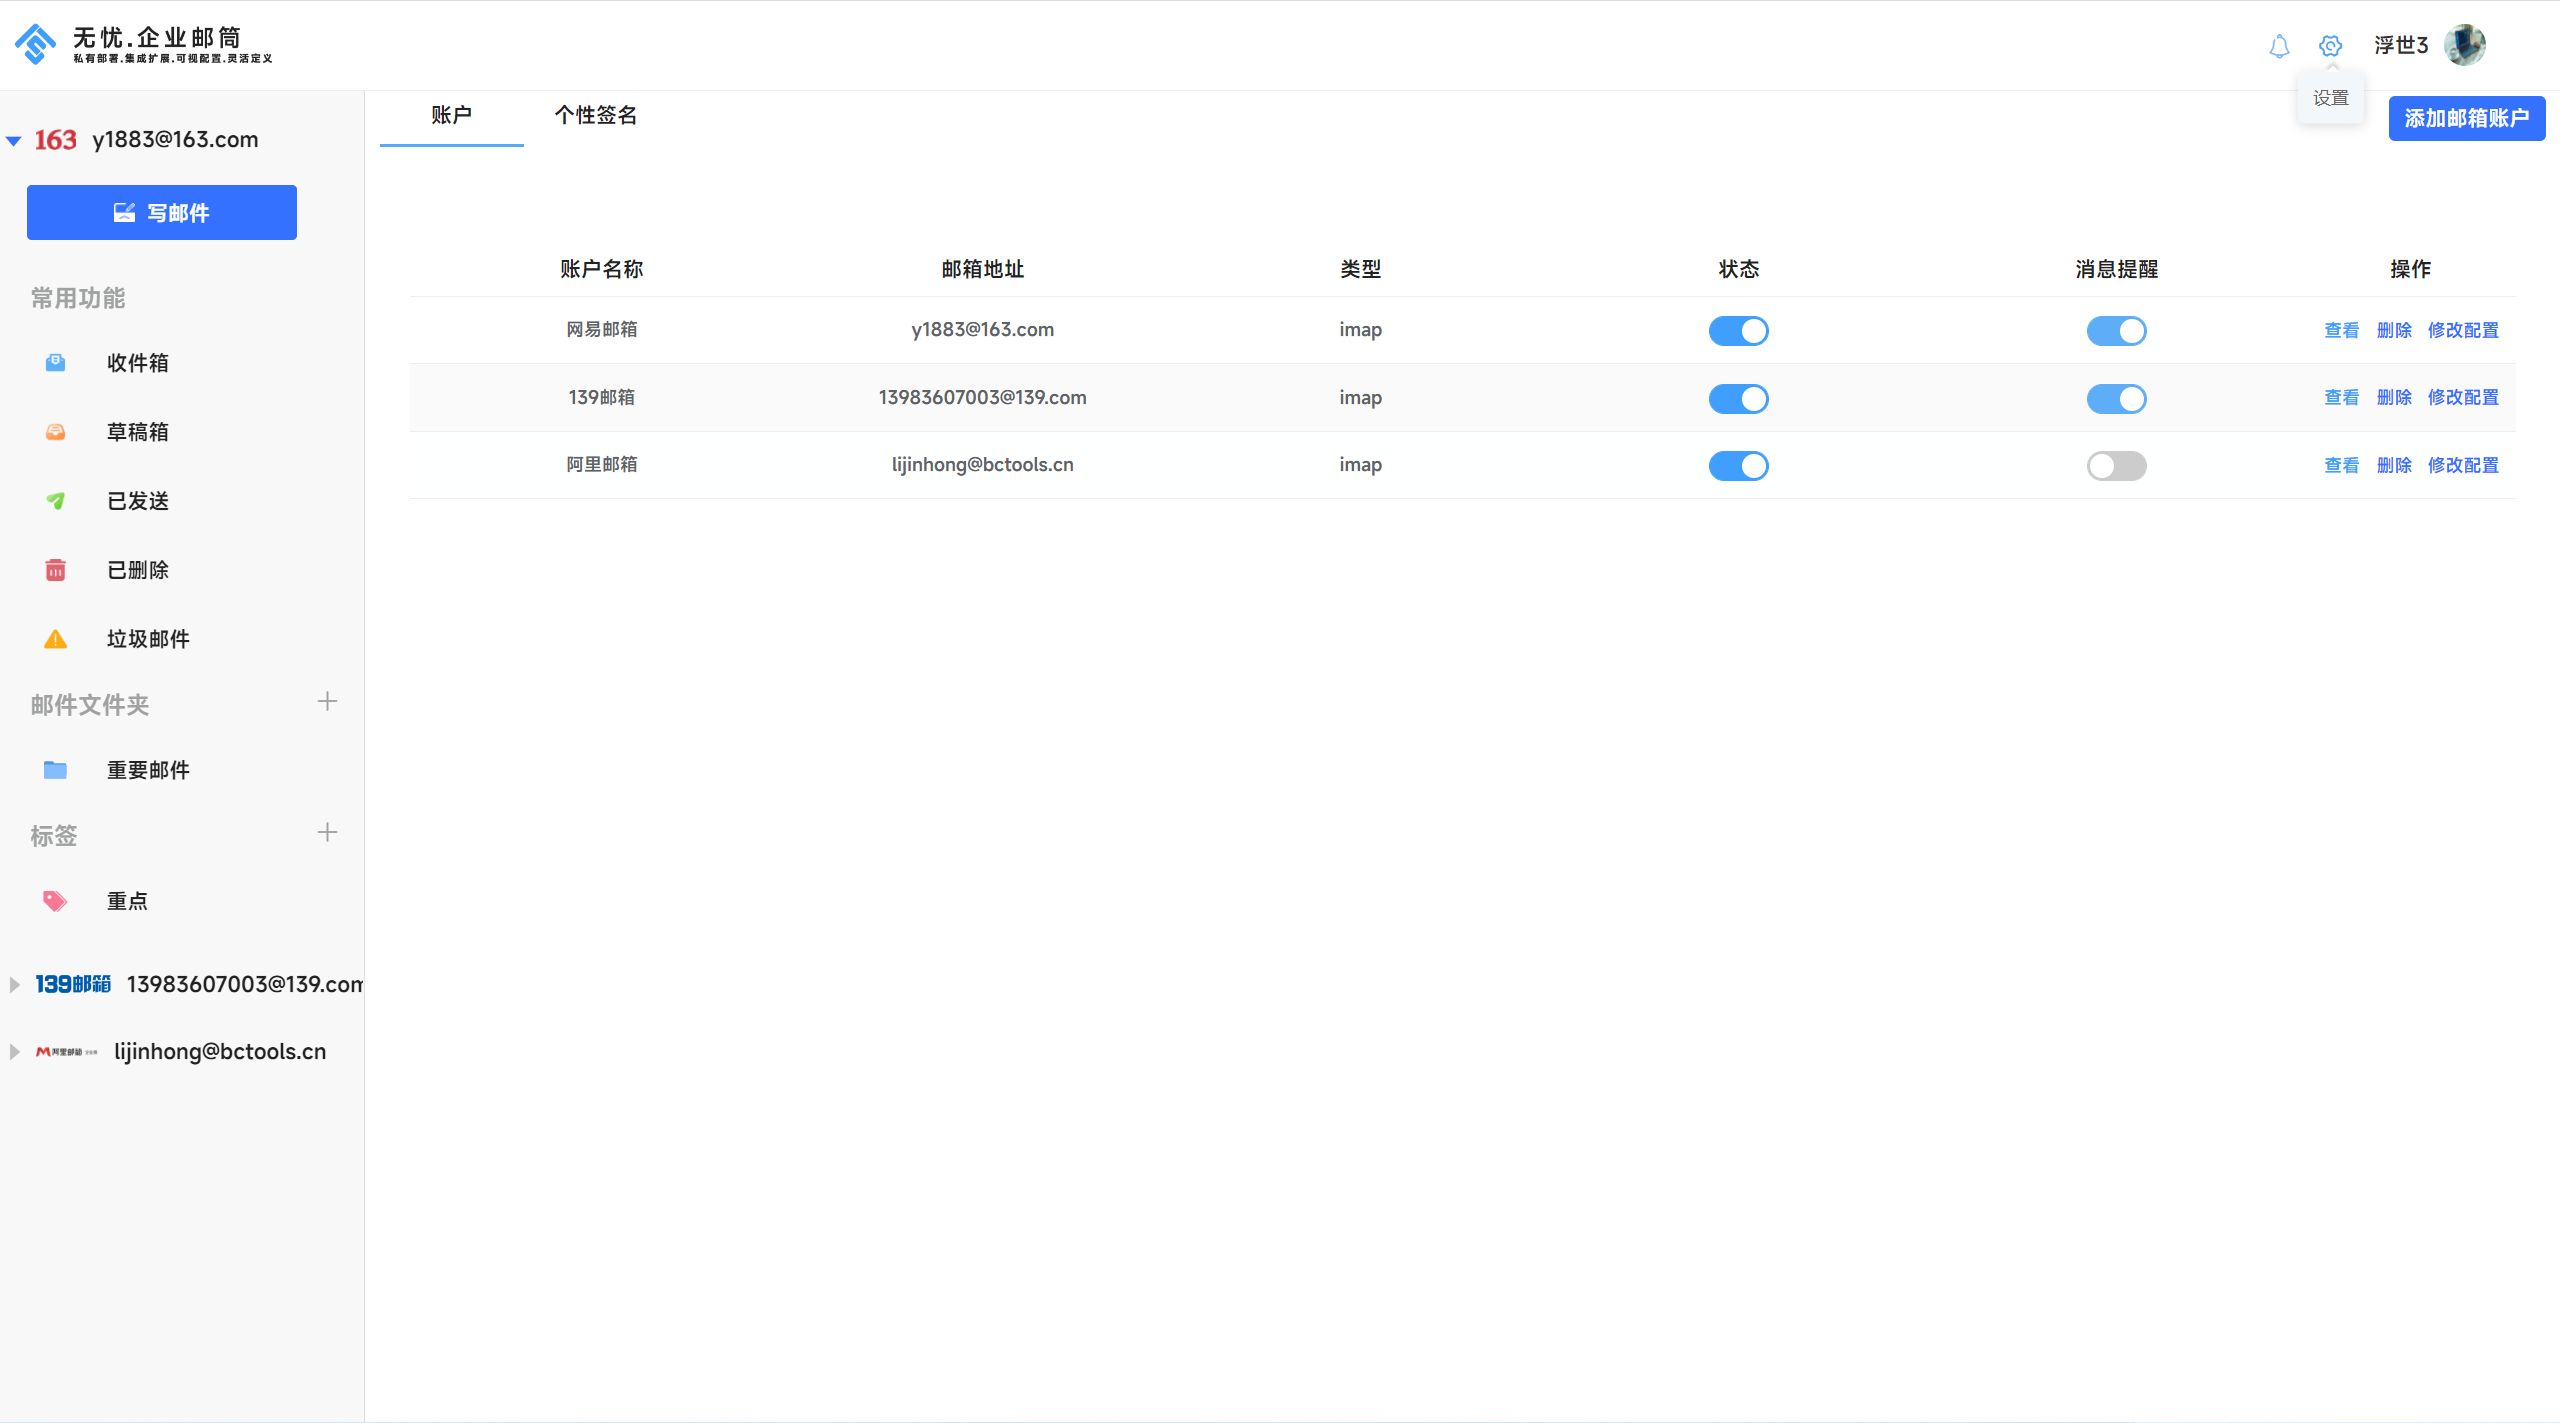 无忧.企业邮筒
私有部署.集成扩展.可视配置.灵活定义
浮世3
设置
163 y1883@163.com
写邮件
常用功能
收件箱
草稿箱
已发送
已删除
垃圾邮件
邮件文件夹
重要邮件
标签
重点
139邮箱 13983607003@139.com
阿里邮箱 lijinhong@bctools.cn
账户 个性签名
添加邮箱账户
账户名称 邮箱地址 类型 状态 消息提醒 操作
网易邮箱 y1883@163.com imap 查看 删除 修改配置
139邮箱 13983607003@139.com imap 查看 删除 修改配置
阿里邮箱 lijinhong@bctools.cn imap 查看 删除 修改配置